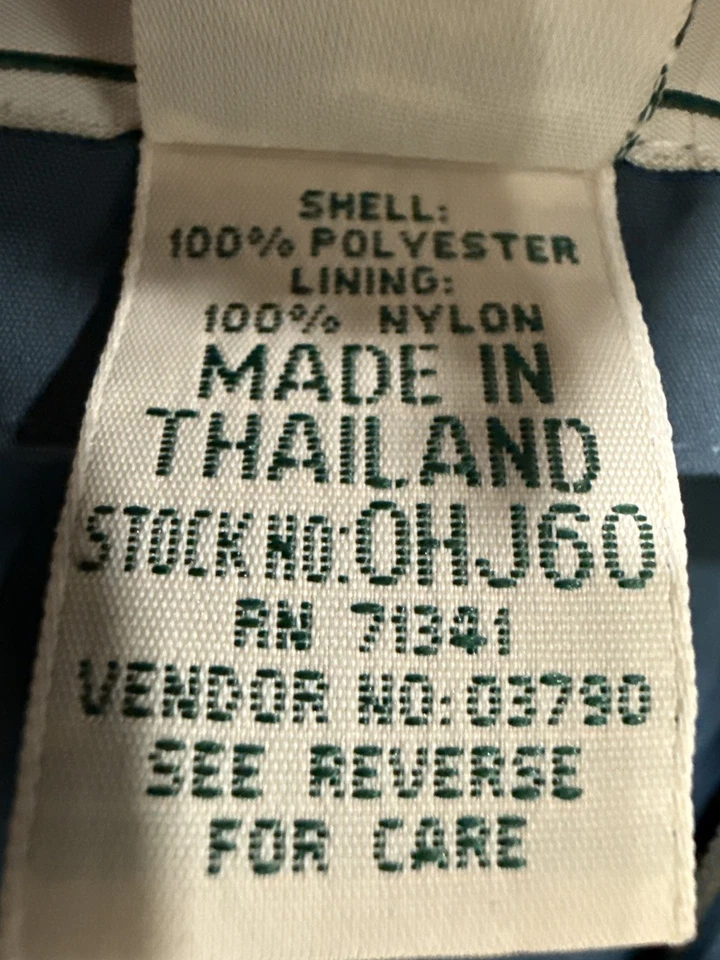 SHELL:
100% POLYESTER
LINING:
100% NYLON
MADE IN
THAILAND
STOCK NO: OHJ60
RN 71341
VENDOR NO: 03790
SEE REVERSE
FOR CARE